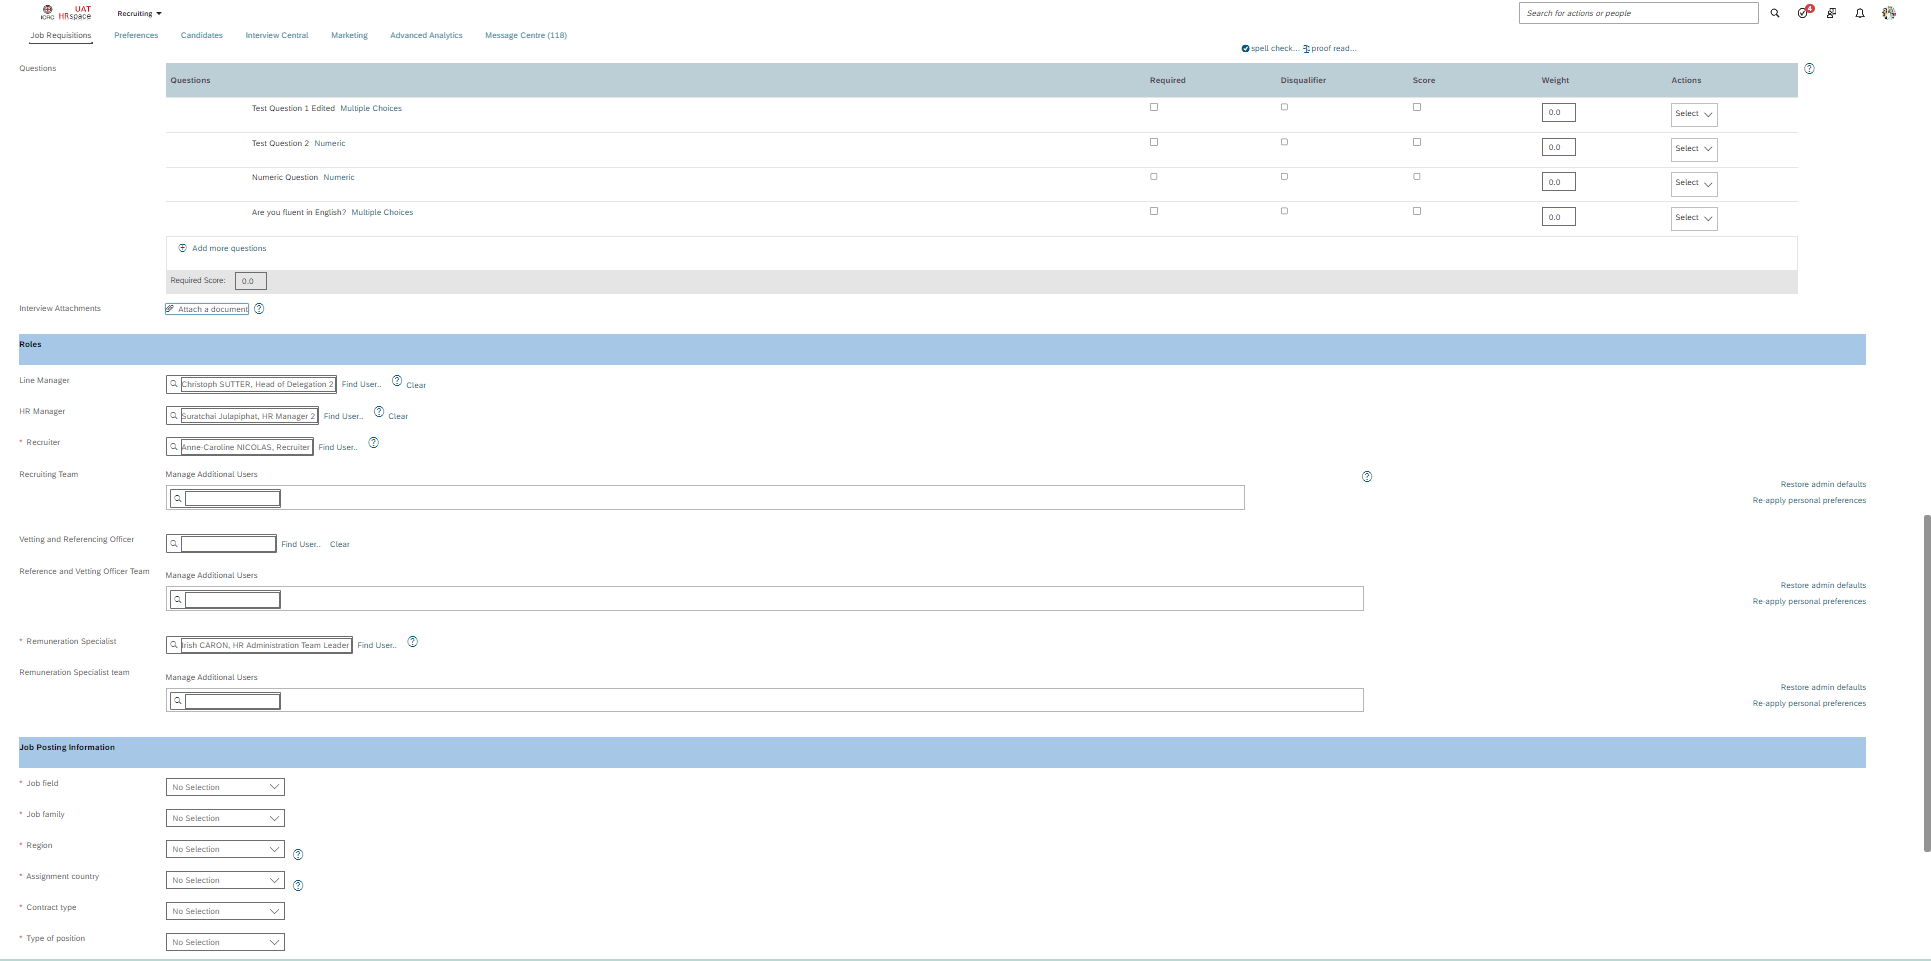 ICRC UAT HRspace Recruiting Search for actions or people 4
Job Requisitions Preferences Candidates Interview Central Marketing Advanced Analytics Message Centre (118)
spell check... proof read...
Questions
Questions Required Disqualifier Score Weight Actions
Test Question 1 Edited Multiple Choices 0.0 Select
Test Question 2 Numeric 0.0 Select
Numeric Question Numeric 0.0 Select
Are you fluent in English? Multiple Choices 0.0 Select
Add more questions
Required Score: 0.0
Interview Attachments Attach a document
Roles
Line Manager Christoph SUTTER, Head of Delegation 2 Find User.. Clear
HR Manager Suratchai Julapiphat, HR Manager 2 Find User.. Clear
* Recruiter Anne-Caroline NICOLAS, Recruiter Find User..
Recruiting Team Manage Additional Users
Restore admin defaults
Re-apply personal preferences
Vetting and Referencing Officer Find User.. Clear
Reference and Vetting Officer Team Manage Additional Users
Restore admin defaults
Re-apply personal preferences
* Remuneration Specialist Irish CARON, HR Administration Team Leader Find User..
Remuneration Specialist team Manage Additional Users
Restore admin defaults
Re-apply personal preferences
Job Posting Information
* Job field No Selection
* Job family No Selection
* Region No Selection
* Assignment country No Selection
* Contract type No Selection
* Type of position No Selection